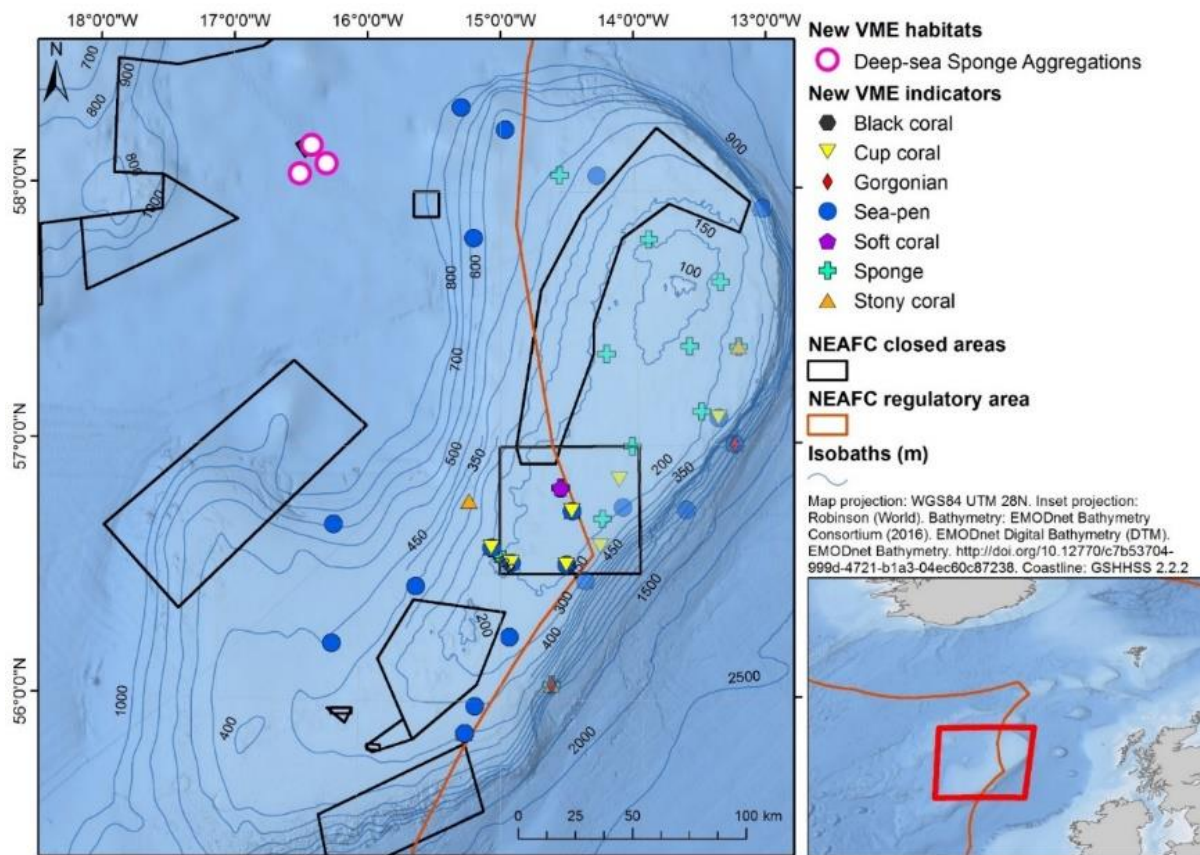 18°0'0"W 17°0'0"W 16°0'0"W 15°0'0"W 14°0'0"W 13°0'0"W
N
58°0'0"N
57°0'0"N
56°0'0"N
700
900
800
800
1000
900
150
100
800
600
700
500
350
200
350
450
450
1500
300
400
200
1000
400
2500
2000
450
0 25 50 100 km
New VME habitats
Deep-sea Sponge Aggregations
New VME indicators
Black coral
Cup coral
Gorgonian
Sea-pen
Soft coral
Sponge
Stony coral
NEAFC closed areas
NEAFC regulatory area
Isobaths (m)
Map projection: WGS84 UTM 28N. Inset projection:
Robinson (World). Bathymetry: EMODnet Bathymetry
Consortium (2016). EMODnet Digital Bathymetry (DTM).
EMODnet Bathymetry. http://doi.org/10.12770/c7b53704-
999d-4721-b1a3-04ec60c87238. Coastline: GSHHSS 2.2.2